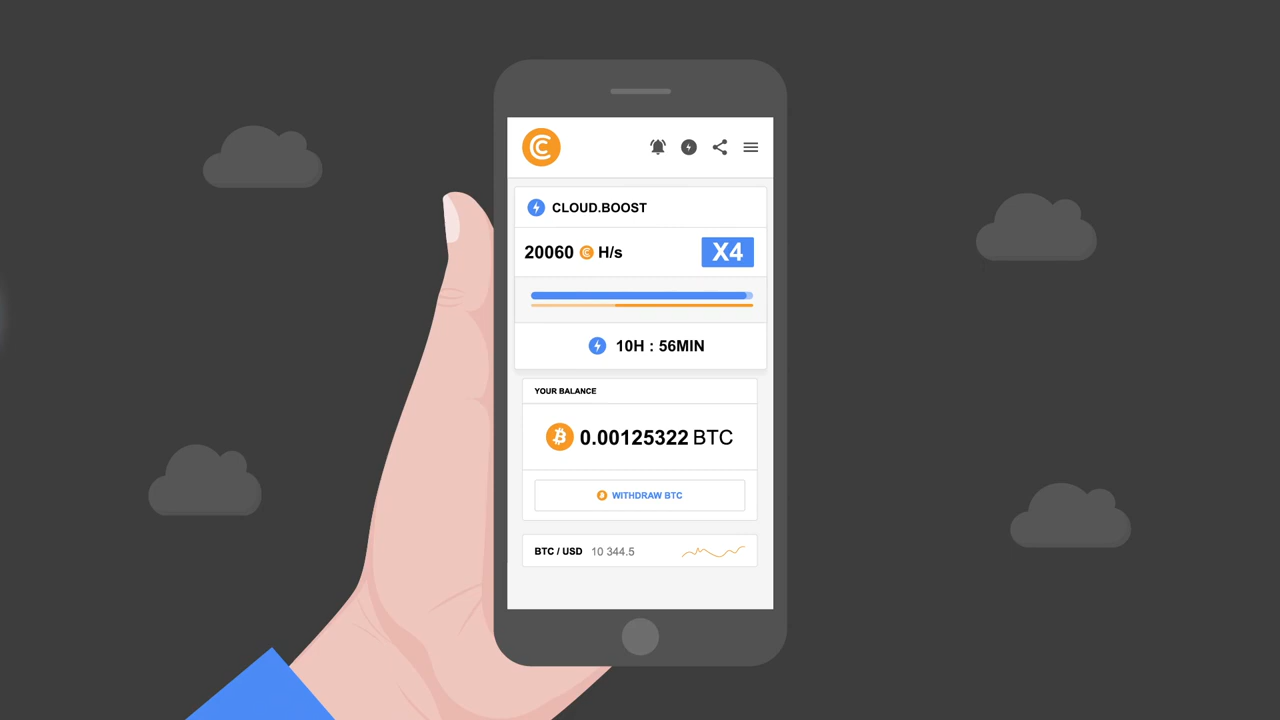 CLOUD.BOOST
20060 H/s X4
10H : 56MIN
YOUR BALANCE
0.00125322 BTC
WITHDRAW BTC
BTC / USD 10 344.5